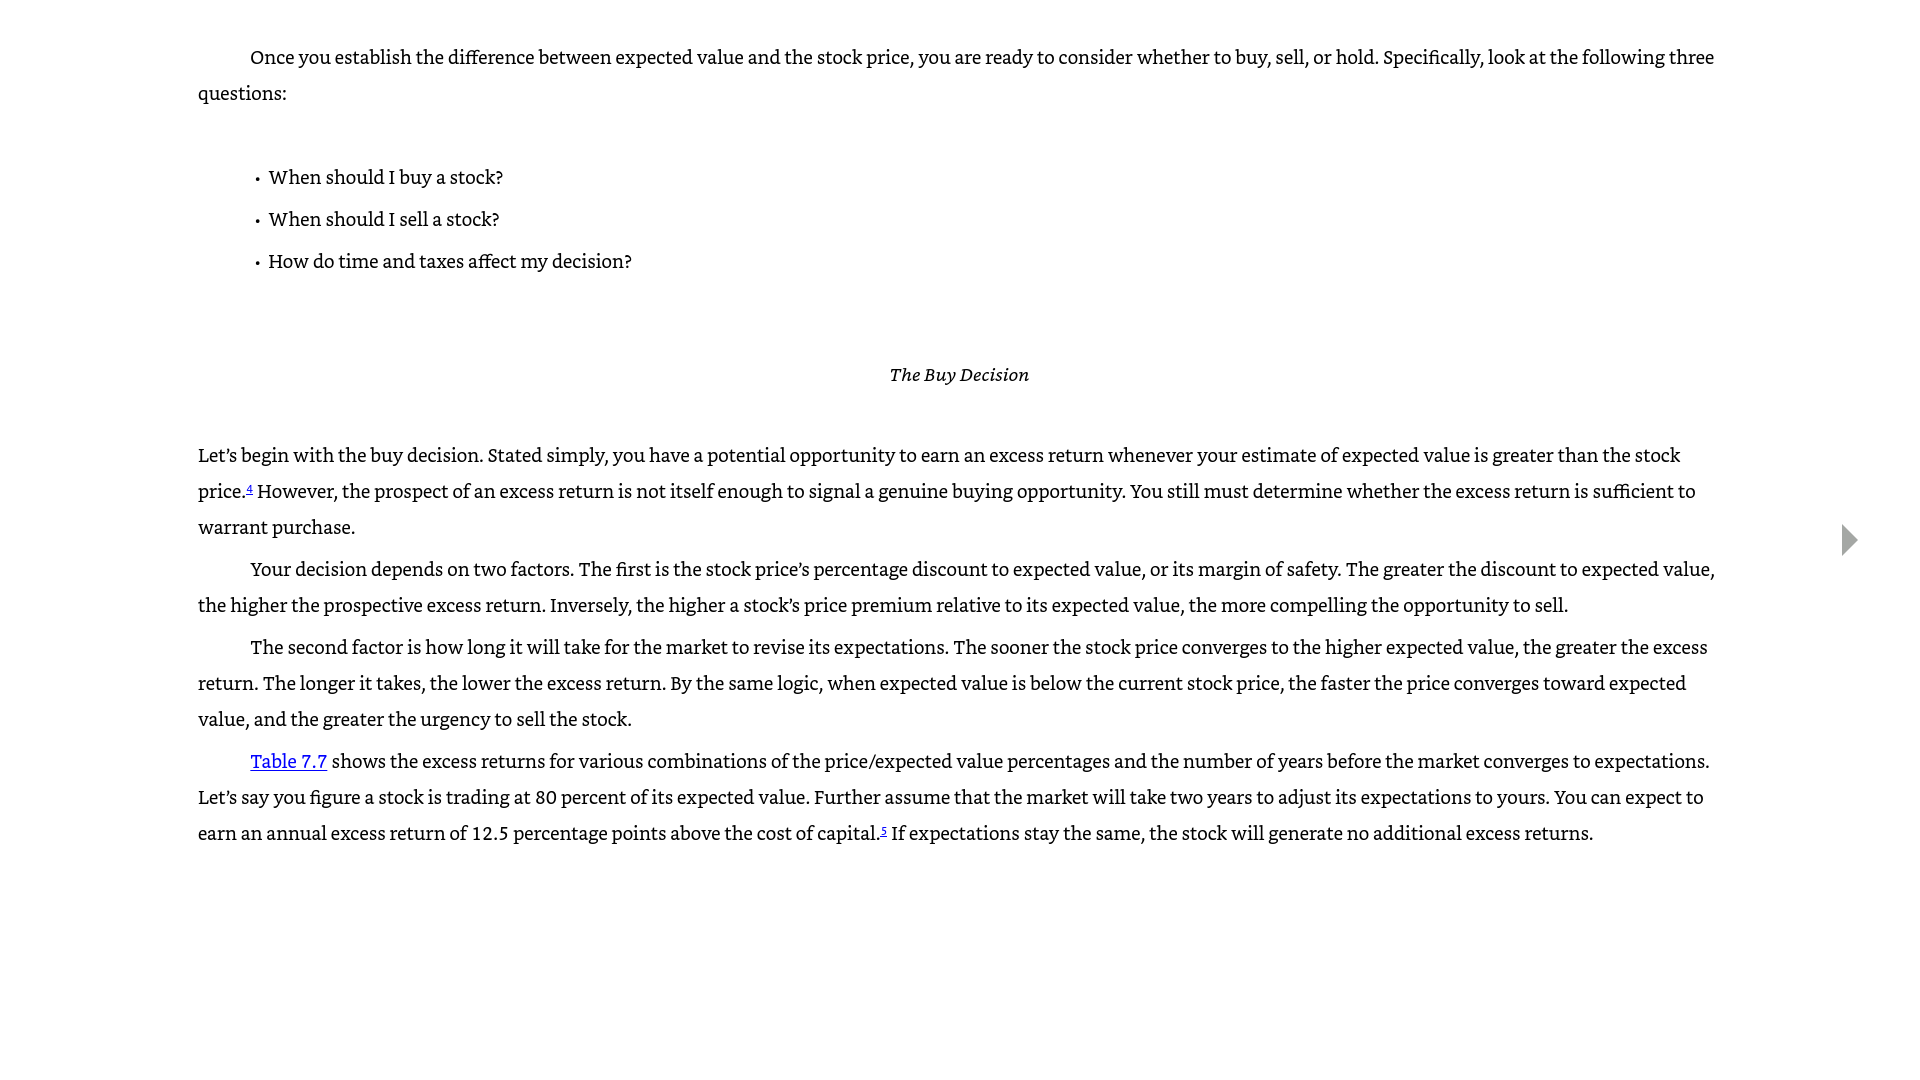 Once you establish the difference between expected value and the stock price, you are ready to consider whether to buy, sell, or hold. Specifically, look at the following three
questions:
• When should I buy a stock?
• When should I sell a stock?
• How do time and taxes affect my decision?
The Buy Decision
Let’s begin with the buy decision. Stated simply, you have a potential opportunity to earn an excess return whenever your estimate of expected value is greater than the stock
price.4 However, the prospect of an excess return is not itself enough to signal a genuine buying opportunity. You still must determine whether the excess return is sufficient to
warrant purchase.
Your decision depends on two factors. The first is the stock price’s percentage discount to expected value, or its margin of safety. The greater the discount to expected value,
the higher the prospective excess return. Inversely, the higher a stock’s price premium relative to its expected value, the more compelling the opportunity to sell.
The second factor is how long it will take for the market to revise its expectations. The sooner the stock price converges to the higher expected value, the greater the excess
return. The longer it takes, the lower the excess return. By the same logic, when expected value is below the current stock price, the faster the price converges toward expected
value, and the greater the urgency to sell the stock.
Table 7.7 shows the excess returns for various combinations of the price/expected value percentages and the number of years before the market converges to expectations.
Let’s say you figure a stock is trading at 80 percent of its expected value. Further assume that the market will take two years to adjust its expectations to yours. You can expect to
earn an annual excess return of 12.5 percentage points above the cost of capital.5 If expectations stay the same, the stock will generate no additional excess returns.